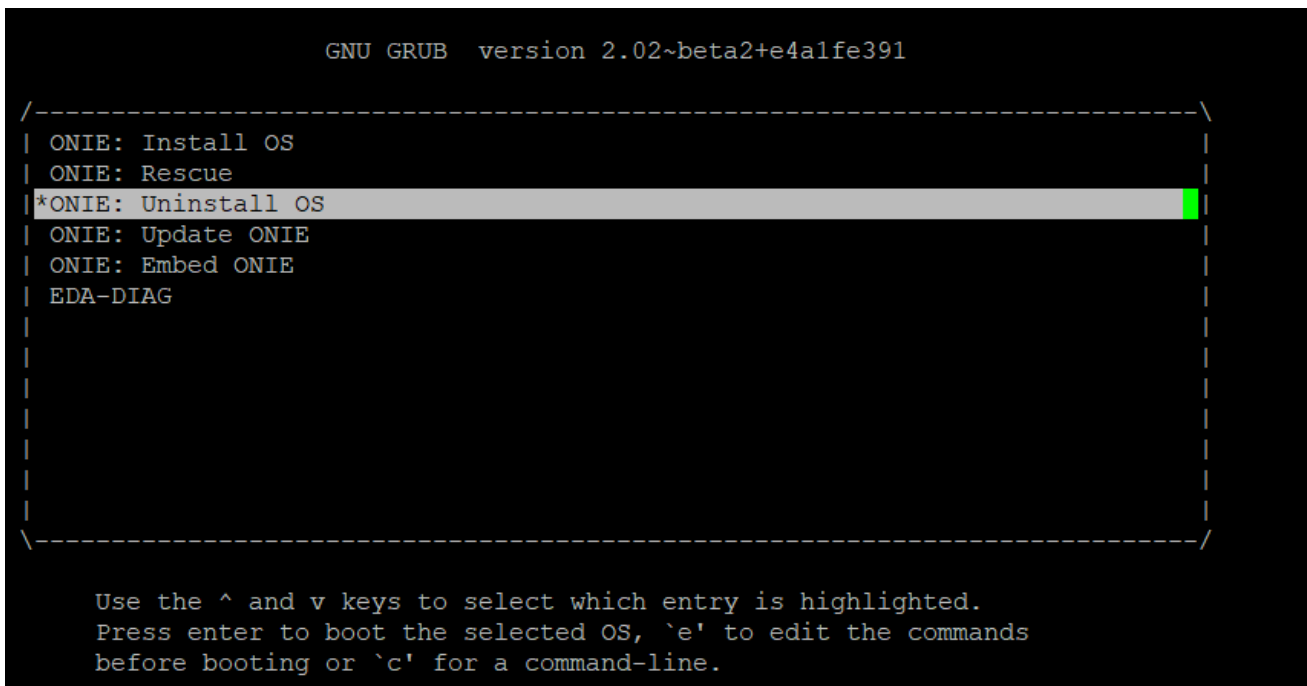 GNU GRUB  version 2.02~beta2+e4a1fe391
/----------------------------------------------------------------------------\
| ONIE: Install OS |
| ONIE: Rescue |
|*ONIE: Uninstall OS |
| ONIE: Update ONIE |
| ONIE: Embed ONIE |
| EDA-DIAG |
\----------------------------------------------------------------------------/
Use the ^ and v keys to select which entry is highlighted.
Press enter to boot the selected OS, `e' to edit the commands
before booting or `c' for a command-line.